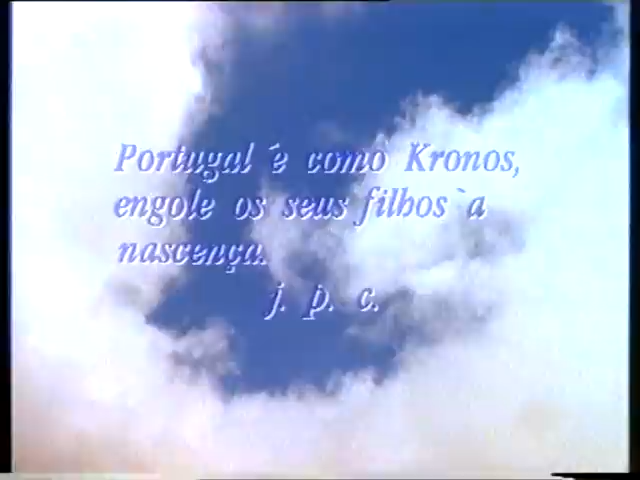 Portugal ´e como Kronos,
engole os seus filhos `a
nascença.
j. p. c.